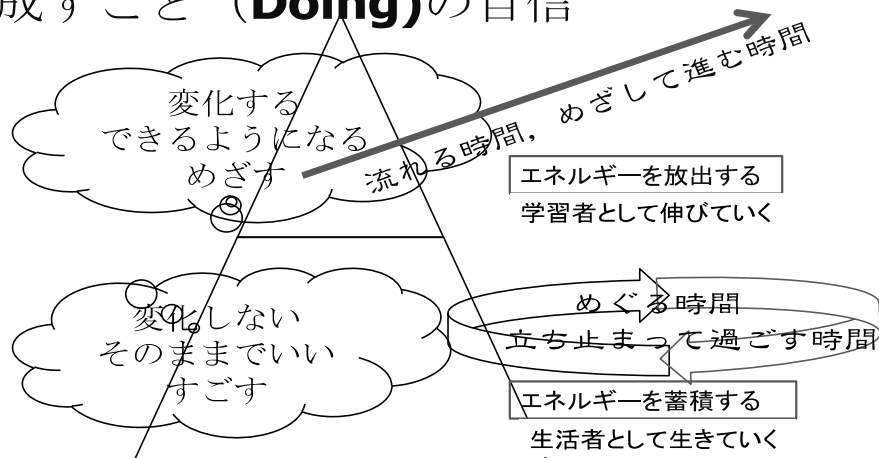 成すこと（Doing)の自信
変化する
できるようになる
めざす
流れる時間，めざして進む時間
エネルギーを放出する
学習者として伸びていく
変化しない
そのままでいい
すごす
めぐる時間
立ち止まって過ごす時間
エネルギーを蓄積する
生活者として生きていく